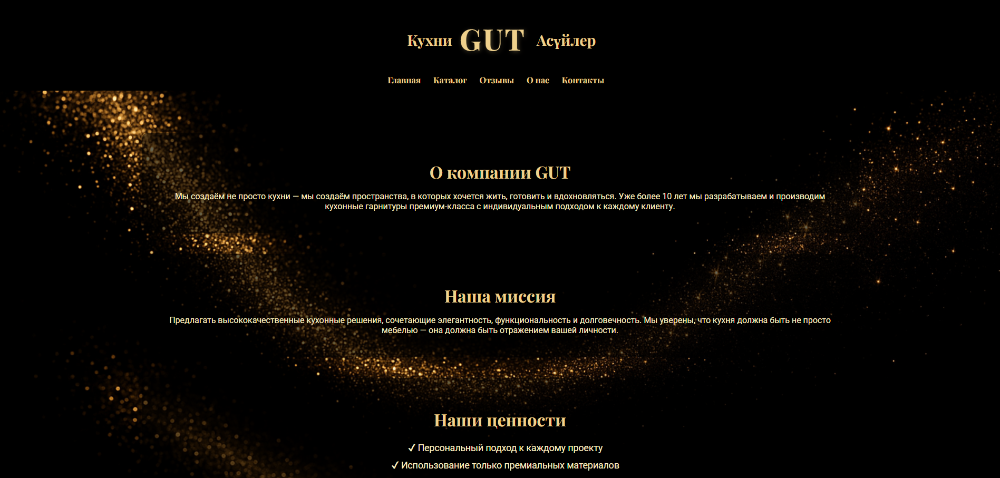 Кухни GUT Асүйлер
Главная Каталог Отзывы О нас Контакты
О компании GUT
Мы создаём не просто кухни — мы создаём пространства, в которых хочется жить, готовить и вдохновляться. Уже более 10 лет мы разрабатываем и производим
кухонные гарнитуры премиум-класса с индивидуальным подходом к каждому клиенту.
Наша миссия
Предлагать высококачественные кухонные решения, сочетающие элегантность, функциональность и долговечность. Мы уверены, что кухня должна быть не просто
мебелью — она должна быть отражением вашей личности.
Наши ценности
✓ Персональный подход к каждому проекту
✓ Использование только премиальных материалов